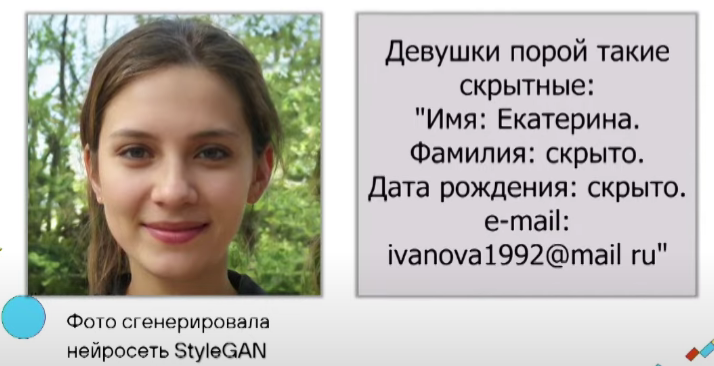 Девушки порой такие
скрытные:
"Имя: Екатерина.
Фамилия: скрыто.
Дата рождения: скрыто.
e-mail:
ivanova1992@mail ru"
Фото сгенерировала
нейросеть StyleGAN